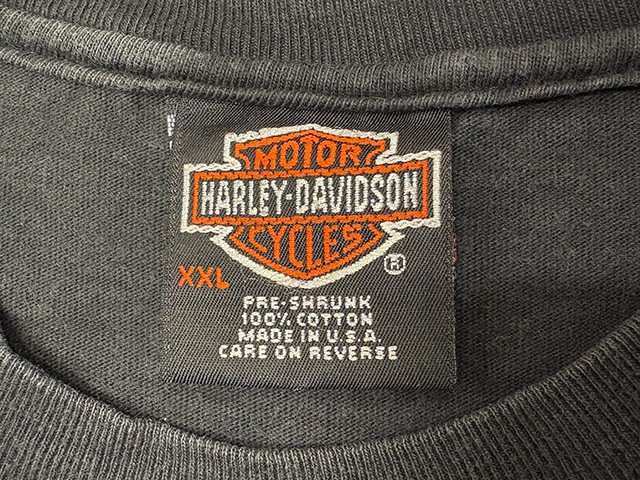 MOTOR
HARLEY-DAVIDSON
CYCLES
®
XXL
PRE-SHRUNK
100% COTTON
MADE IN U.S.A.
CARE ON REVERSE